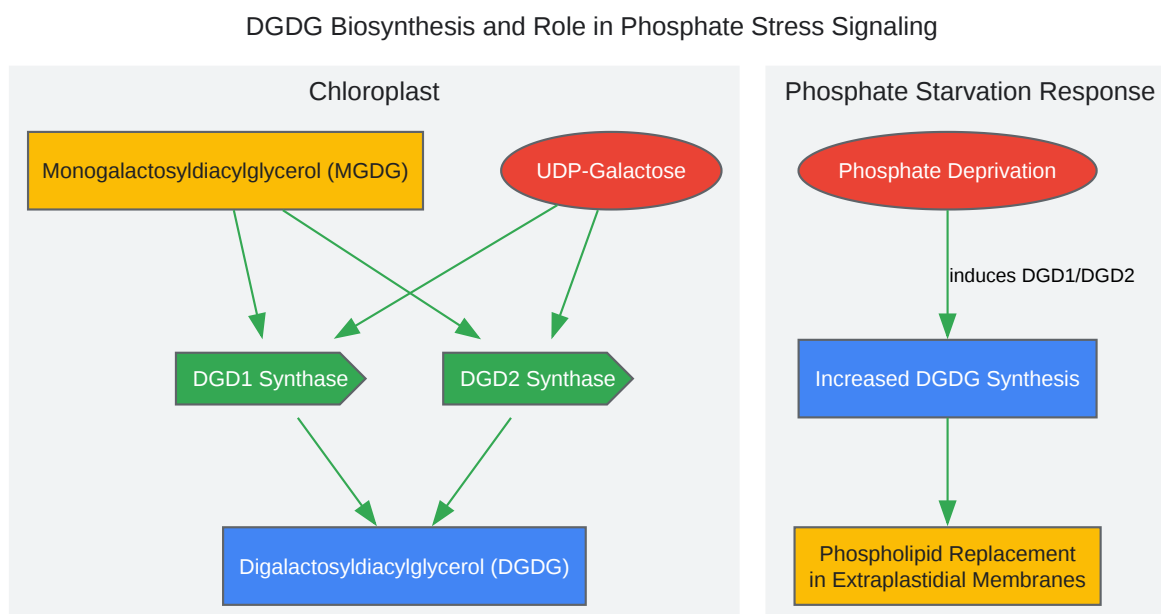 DGDG Biosynthesis and Role in Phosphate Stress Signaling
Chloroplast
Monogalactosyldiacylglycerol (MGDG)
UDP-Galactose
DGD1 Synthase
DGD2 Synthase
Digalactosyldiacylglycerol (DGDG)
Phosphate Starvation Response
Phosphate Deprivation
induces DGD1/DGD2
Increased DGDG Synthesis
Phospholipid Replacement
in Extraplastidial Membranes